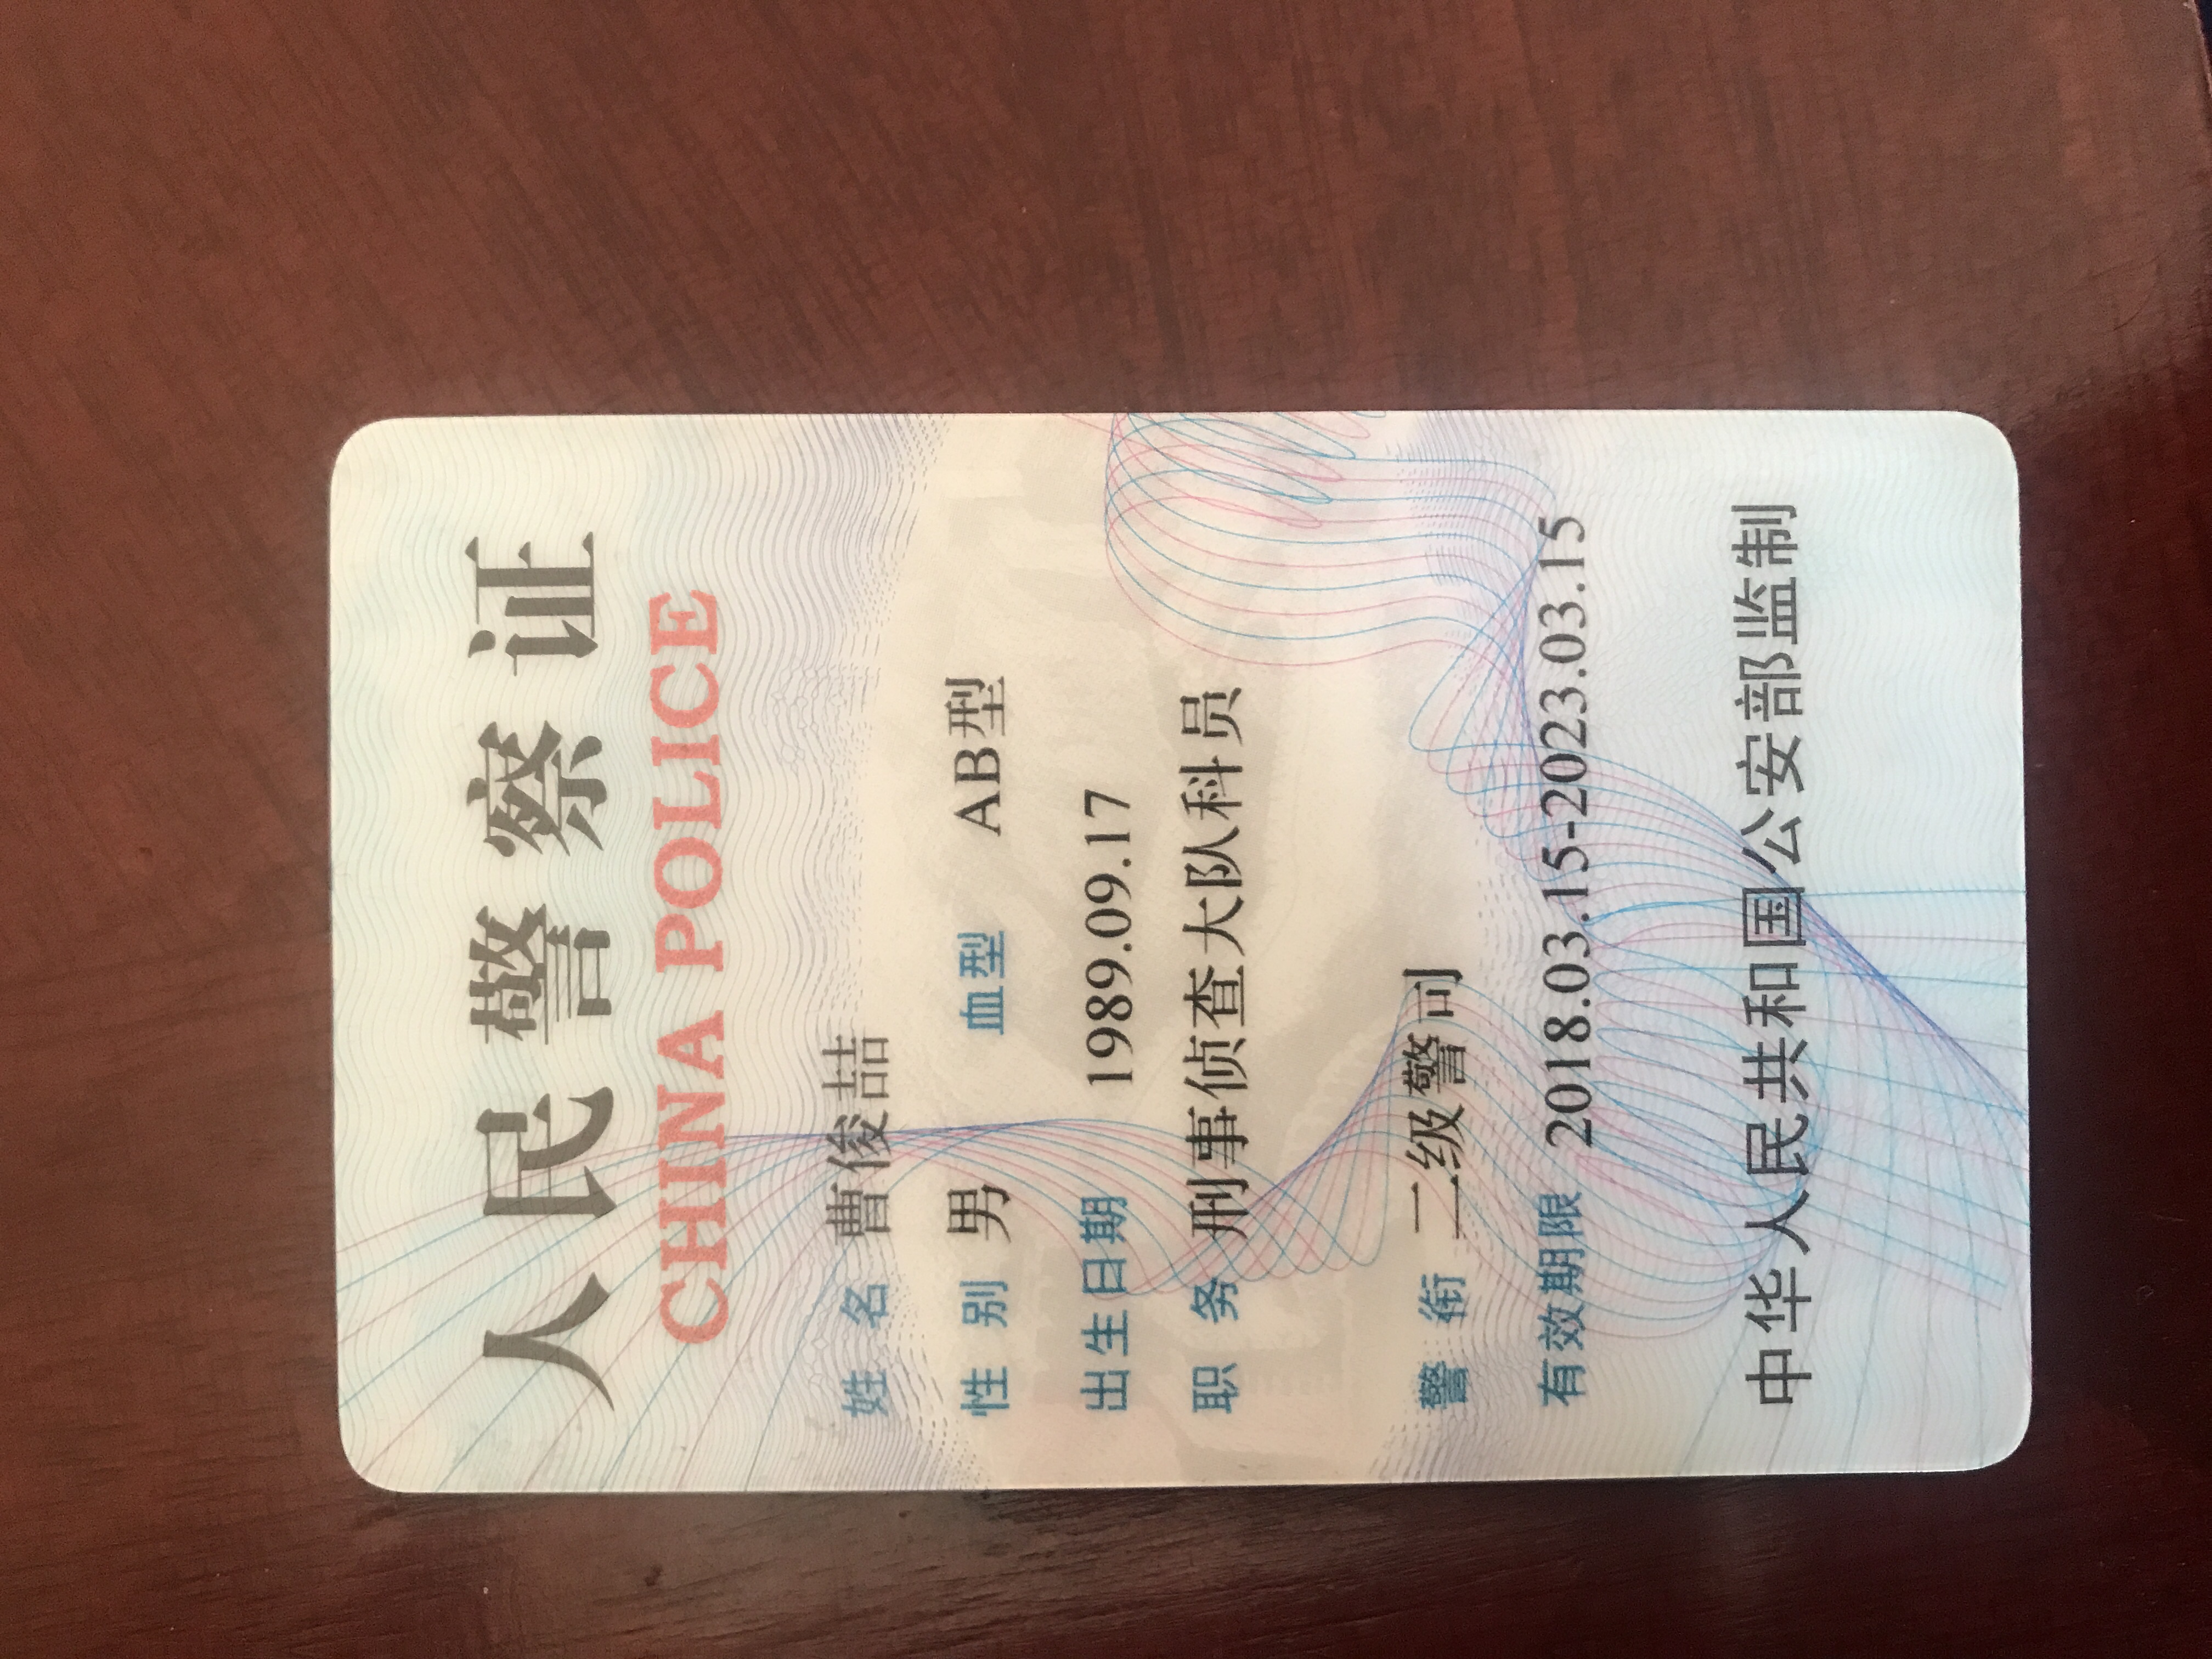 人民警察证
CHINA POLICE
姓 名 曹俊喆
性 别 男 血型 AB型
出生日期 1989.09.17
职 务 刑事侦查大队科员
警 衔 二级警司
有效期限 2018.03.15-2023.03.15
中华人民共和国公安部监制